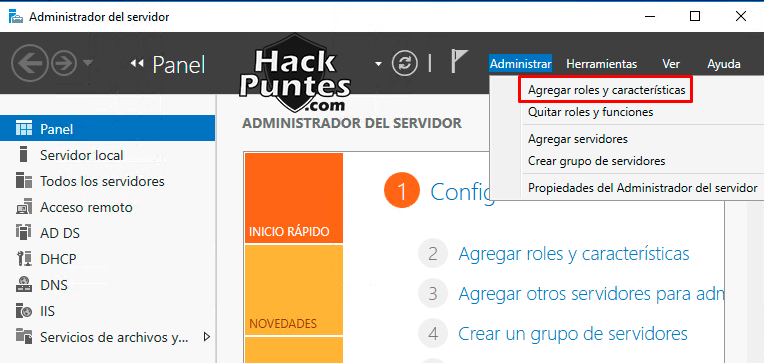 Administrador del servidor
Panel
Hack
Puntes
.com
Administrar Herramientas Ver Ayuda
Agregar roles y características
Quitar roles y funciones
Agregar servidores
Crear grupo de servidores
Propiedades del Administrador del servidor
Panel
Servidor local
Todos los servidores
Acceso remoto
AD DS
DHCP
DNS
IIS
Servicios de archivos y...
ADMINISTRADOR DEL SERVIDOR
INICIO RÁPIDO
NOVEDADES
1 Config
2 Agregar roles y características
3 Agregar otros servidores para adm
4 Crear un grupo de servidores